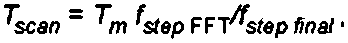 T_scan = T_m f_step FFT/f_step final.